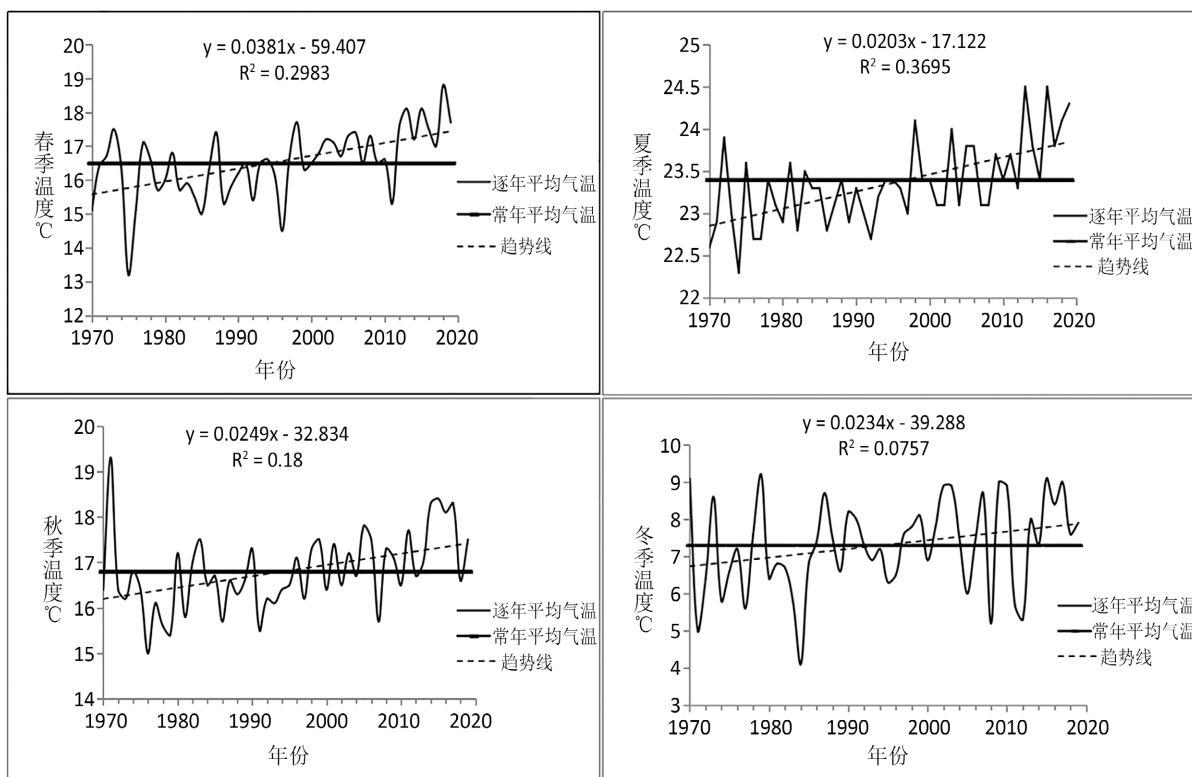 y = 0.0381x - 59.407
R² = 0.2983
20
19
18
17
16
15
14
13
12
1970
1980
1990
2000
2010
2020
春季温度℃
年份
逐年平均气温
常年平均气温
趋势线
y = 0.0203x - 17.122
R² = 0.3695
25
24.5
24
23.5
23
22.5
22
1970
1980
1990
2000
2010
2020
夏季温度℃
年份
逐年平均气温
常年平均气温
趋势线
y = 0.0249x - 32.834
R² = 0.18
20
19
18
17
16
15
14
1970
1980
1990
2000
2010
2020
秋季温度℃
年份
逐年平均气温
常年平均气温
趋势线
y = 0.0234x - 39.288
R² = 0.0757
10
9
8
7
6
5
4
3
1970
1980
1990
2000
2010
2020
冬季温度℃
年份
逐年平均气温
常年平均气温
趋势线